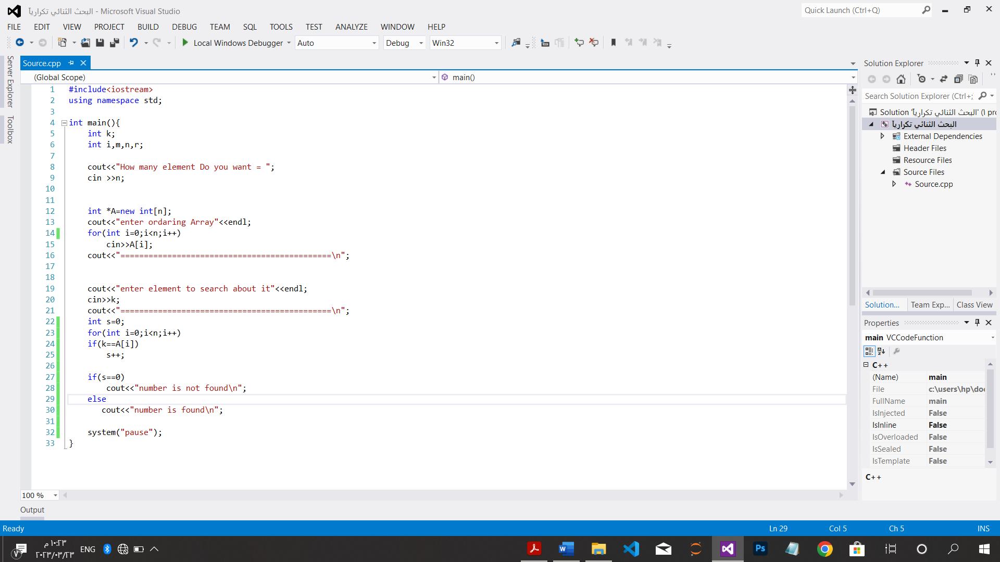 البحث الثنائي تكرارياً - Microsoft Visual Studio
Quick Launch (Ctrl+Q)
FILE EDIT VIEW PROJECT BUILD DEBUG TEAM SQL TOOLS TEST ANALYZE WINDOW HELP
Local Windows Debugger Auto Debug Win32
Server Explorer
Toolbox
Source.cpp
(Global Scope) main()
1 #include<iostream>
2 using namespace std;
3
4 int main(){
5 int k;
6 int i,m,n,r;
7
8 cout<<"How many element Do you want = ";
9 cin >>n;
10
11
12 int *A=new int[n];
13 cout<<"enter ordaring Array"<<endl;
14 for(int i=0;i<n;i++)
15 cin>>A[i];
16 cout<<"=============================================\n";
17
18
19 cout<<"enter element to search about it"<<endl;
20 cin>>k;
21 cout<<"=============================================\n";
22 int s=0;
23 for(int i=0;i<n;i++)
24 if(k==A[i])
25 s++;
26
27 if(s==0)
28 cout<<"number is not found\n";
29 else
30 cout<<"number is found\n";
31
32 system("pause");
33 }
100 %
Output
Solution Explorer
Search Solution Explorer (Ctrl+;
Solution 'البحث الثنائي تكرارياً' (1 pro
البحث الثنائي تكرارياً
External Dependencies
Header Files
Resource Files
Source Files
Source.cpp
Solution... Team Exp... Class View
Properties
main VCCodeFunction
C++
(Name) main
File c:\users\hp\doc
FullName main
IsInjected False
IsInline False
IsOverloaded False
IsSealed False
IsTemplate False
C++
Ready Ln 29 Col 5 Ch 5 INS
١٠:٢٣ م
٢٠٢٣/٠٣/٢٣
ENG
٧
Ps